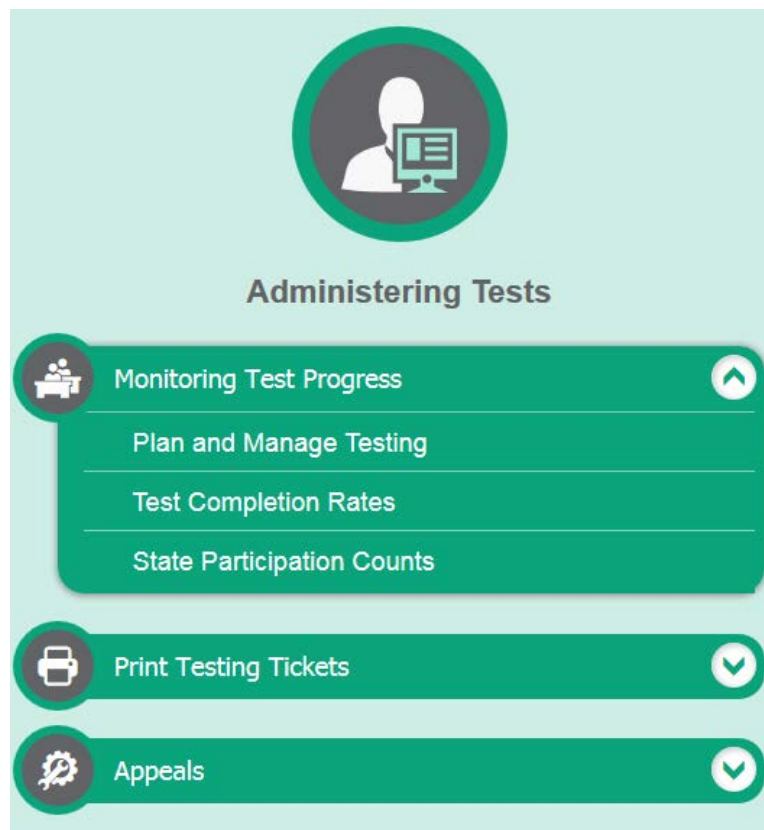 Administering Tests
Monitoring Test Progress
Plan and Manage Testing
Test Completion Rates
State Participation Counts
Print Testing Tickets
Appeals